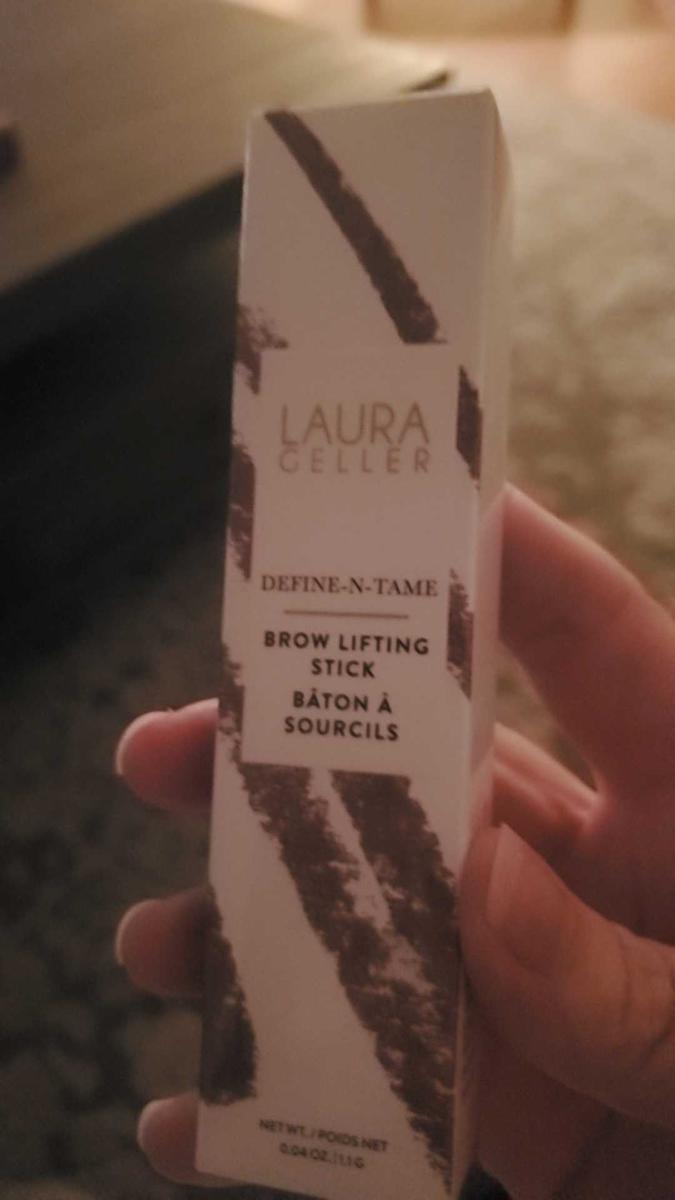 LAURA
GELLER
DEFINE-N-TAME
BROW LIFTING
STICK
BÂTON À
SOURCILS
NET WT. / POIDS NET
0.04 OZ. | 1.1 G